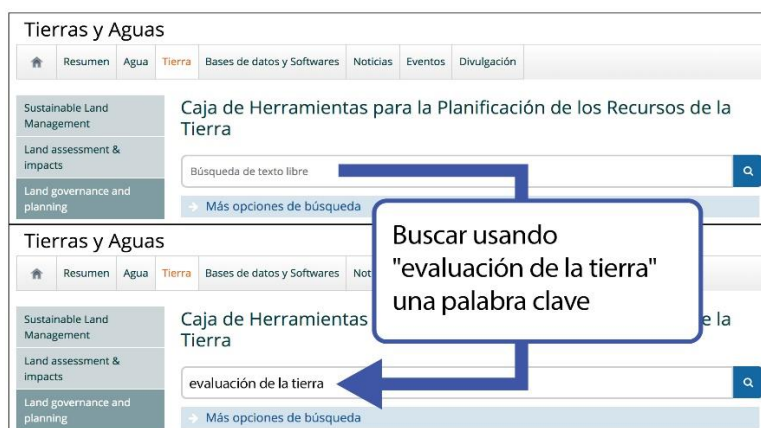 Tierras y Aguas
Resumen Agua Tierra Bases de datos y Softwares Noticias Eventos Divulgación
Sustainable Land
Management
Land assessment &
impacts
Land governance and
planning
Caja de Herramientas para la Planificación de los Recursos de la
Tierra
Búsqueda de texto libre
Más opciones de búsqueda
Buscar usando
"evaluación de la tierra"
una palabra clave
Tierras y Aguas
Resumen Agua Tierra Bases de datos y Softwares Not
Sustainable Land
Management
Land assessment &
impacts
Land governance and
planning
Caja de Herramientas e la
Tierra
evaluación de la tierra
Más opciones de búsqueda